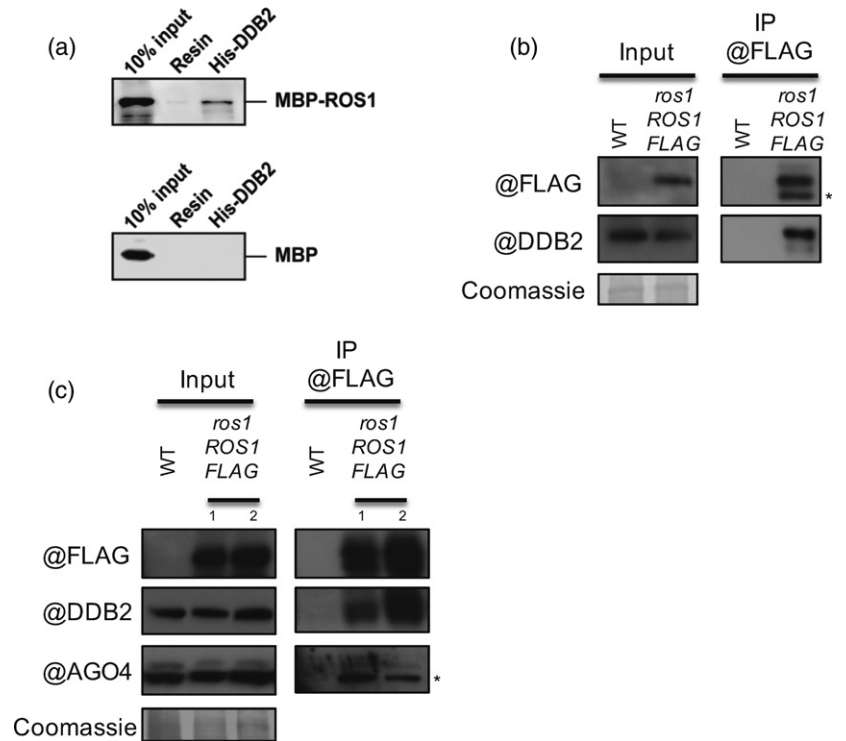 (a)
10% input
Resin
His-DDB2
MBP-ROS1
10% input
Resin
His-DDB2
MBP
(b)
Input
IP
@FLAG
WT
ros1
ROS1
FLAG
WT
ros1
ROS1
FLAG
@FLAG
*
@DDB2
Coomassie
(c)
Input
IP
@FLAG
WT
ros1
ROS1
FLAG
1 2
WT
ros1
ROS1
FLAG
1 2
@FLAG
@DDB2
@AGO4
*
Coomassie